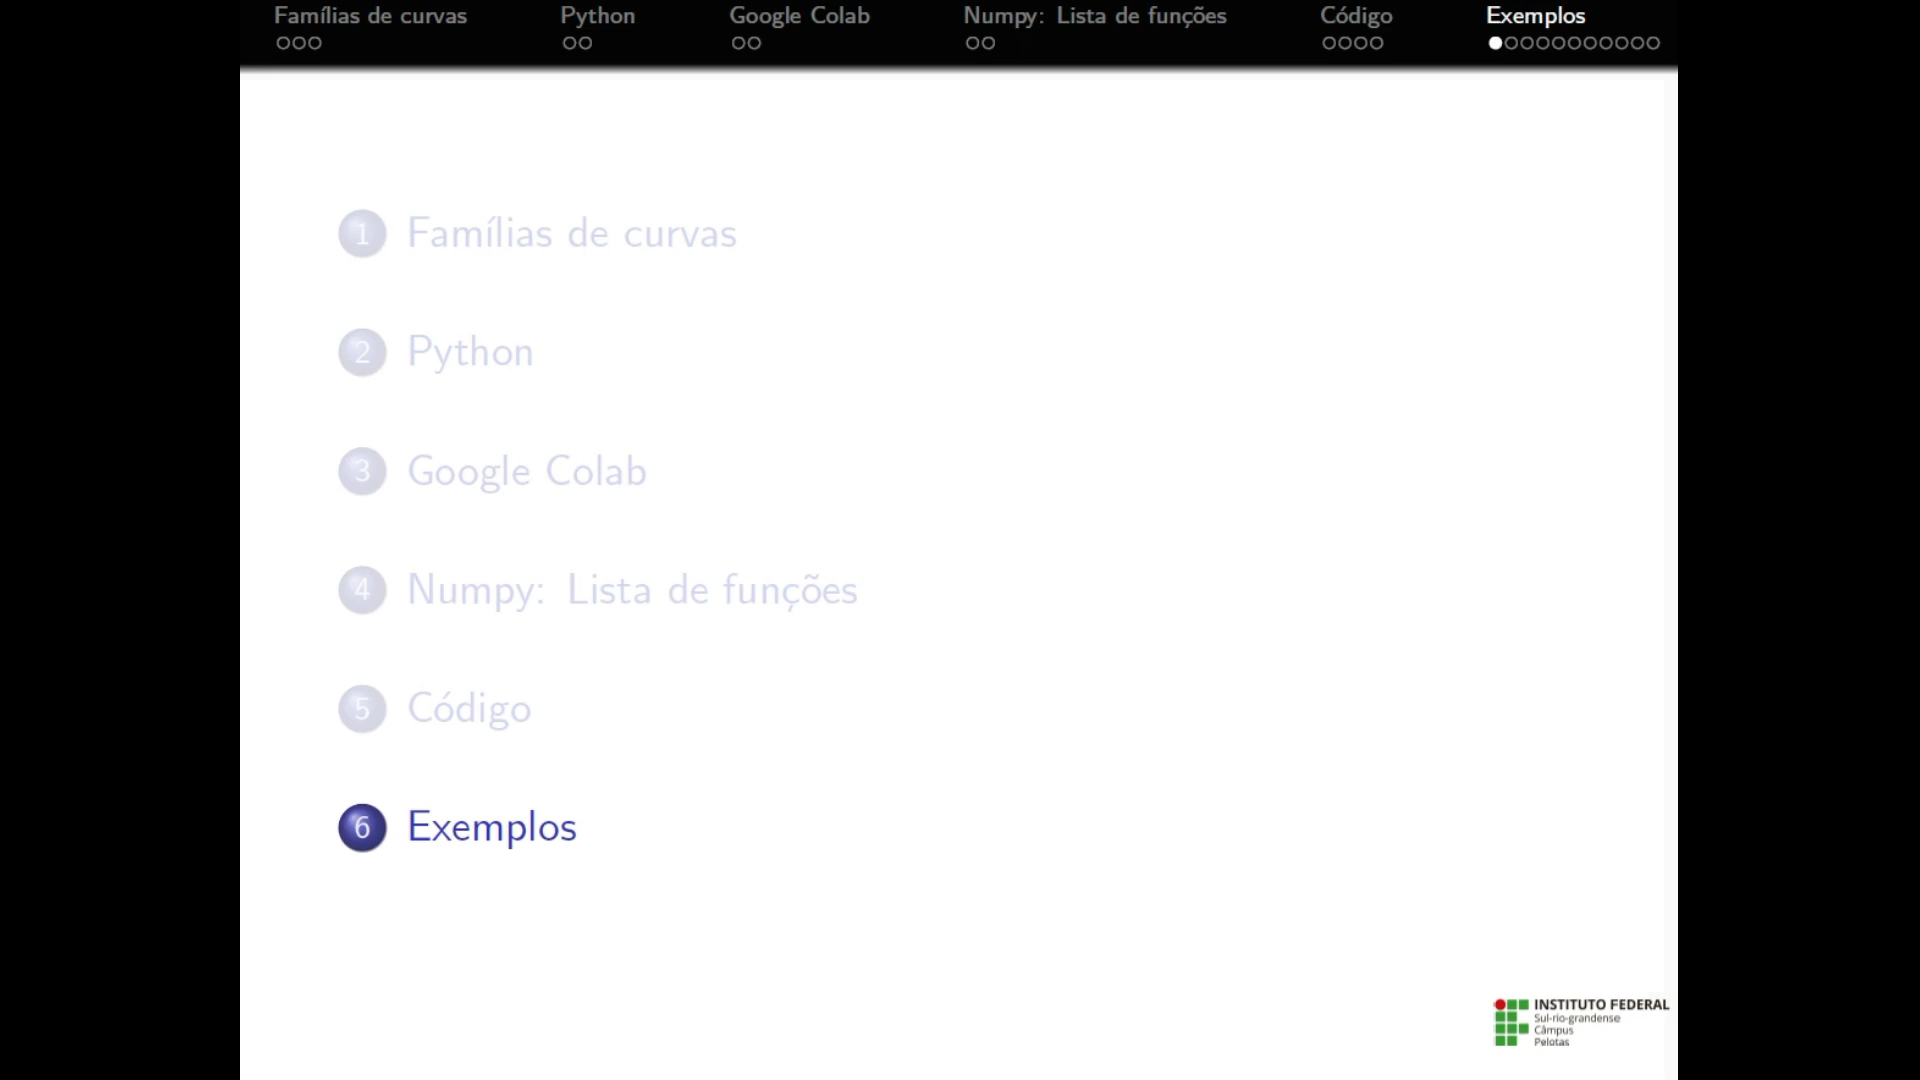 Famílias de curvas Python Google Colab Numpy: Lista de funções Código Exemplos
1 Famílias de curvas
2 Python
3 Google Colab
4 Numpy: Lista de funções
5 Código
6 Exemplos
INSTITUTO FEDERAL
Sul-rio-grandense
Câmpus
Pelotas